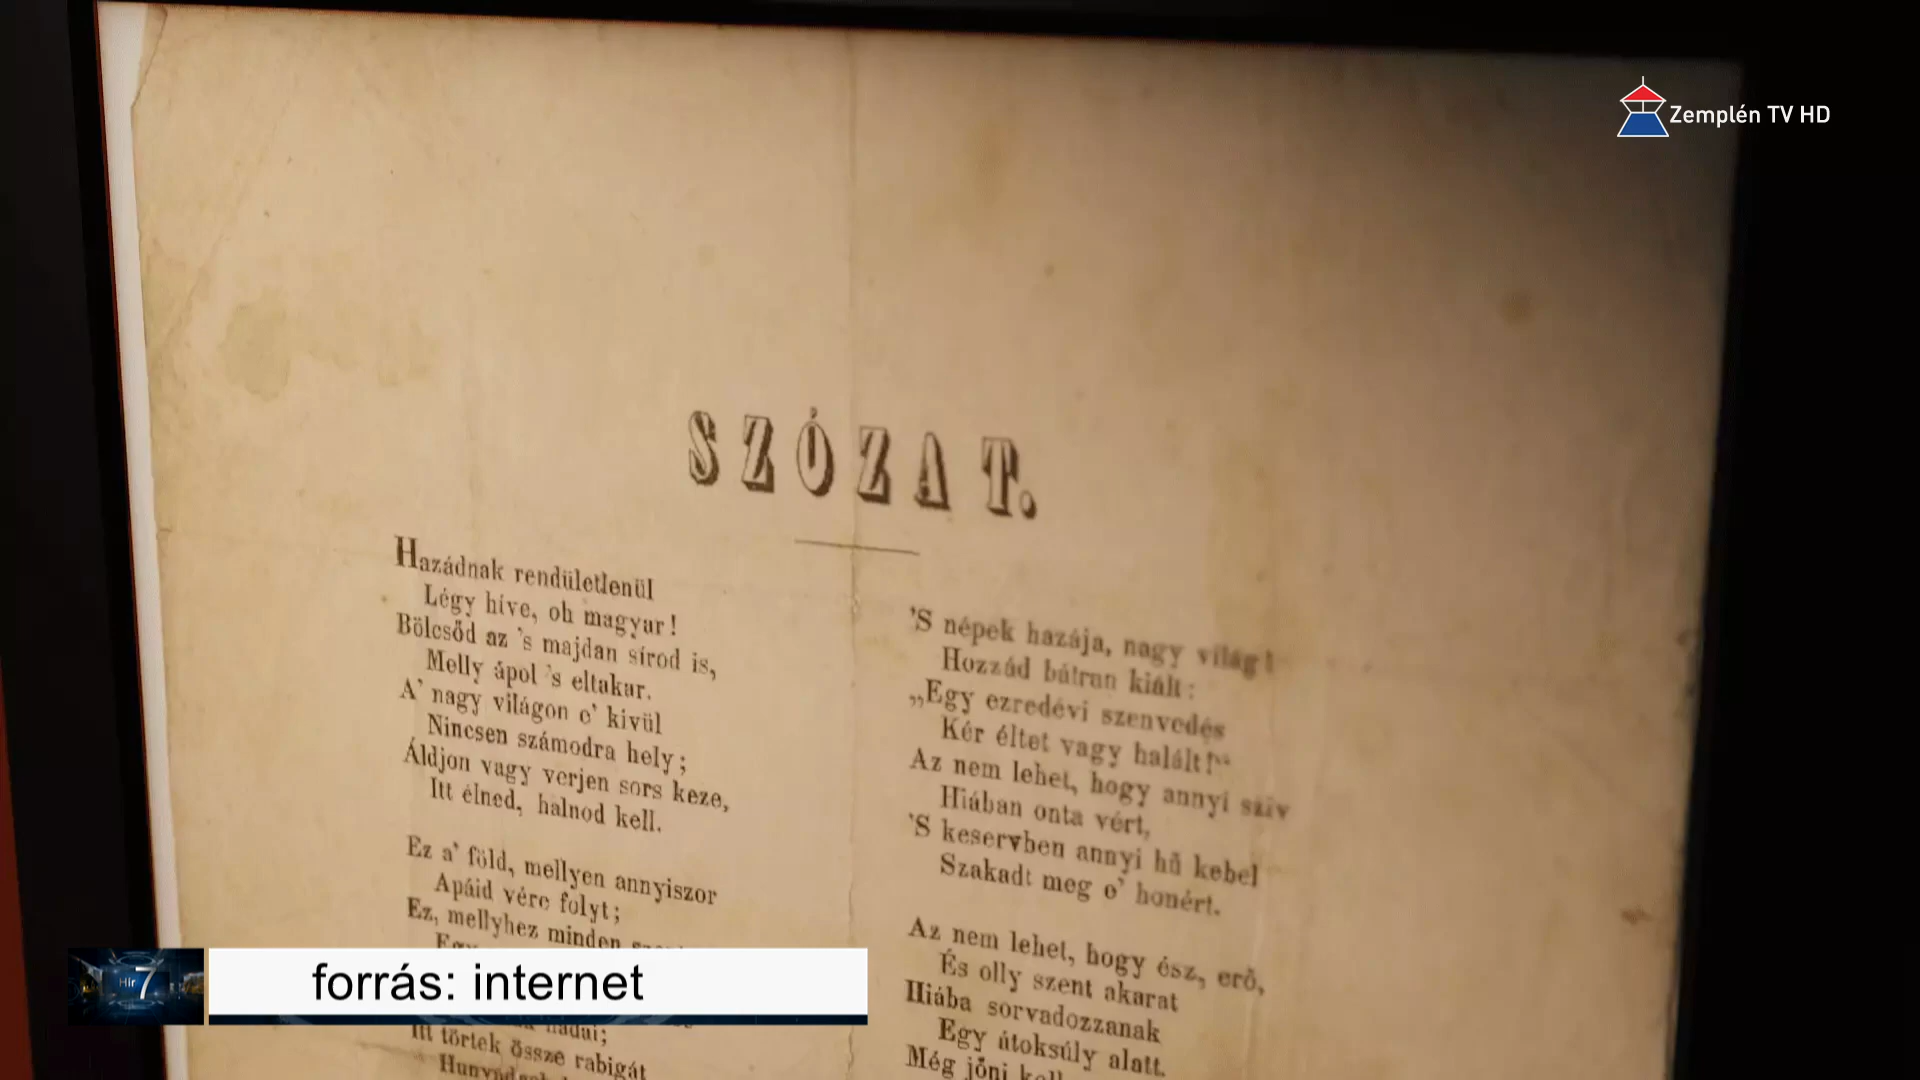 Zemplén TV HD
SZÓZAT.
Hazádnak rendületlenül
Légy híve, oh magyar!
Bölcsőd az 's majdan sírod is,
Melly ápol 's eltakar.
A' nagy világon e' kivül
Nincsen számodra hely;
Áldjon vagy verjen sors keze,
Itt élned, halnod kell.
Ez a' föld, mellyen annyiszor
Apáid vére folyt;
Ez, mellyhez minden
Itt törtek össze rabigát
'S népek hazája, nagy világ!
Hozzád bátran kiált:
„Egy ezredévi szenvedés
Kér éltet vagy halált!"
Az nem lehet, hogy annyi szív
Hiában onta vért,
'S keservben annyi hű kebel
Szakadt meg e' honért.
Az nem lehet, hogy ész, erő,
És olly szent akarat
Hiába sorvadozzanak
Egy átoksúly alatt.
Még jőni
Hír 7
forrás: internet